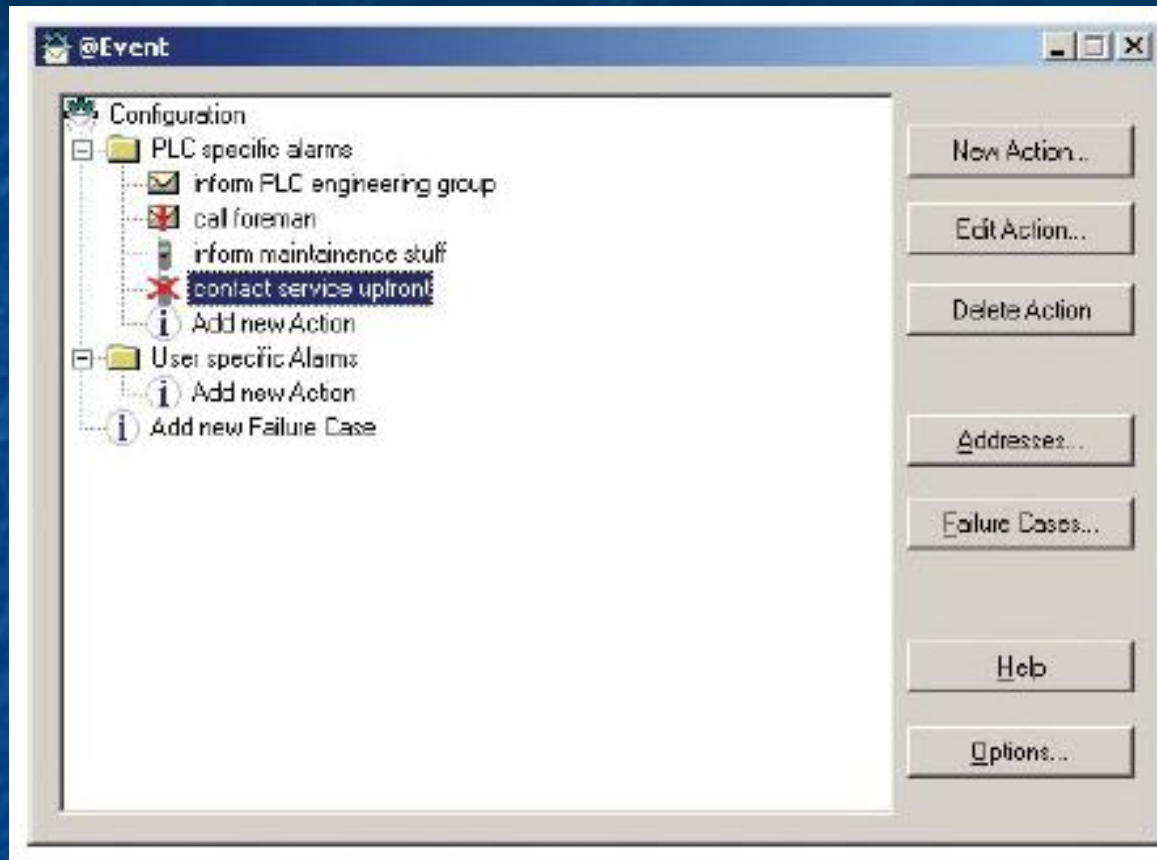 @Event
Configuration
PLC specific alarms
inform PLC engineering group
call foreman
inform maintainence stuff
contact service upfront
Add new Action
User specific Alarms
Add new Action
Add new Failure Case
New Action...
Edit Action...
Delete Action
Addresses...
Failure Cases...
Help
Options...